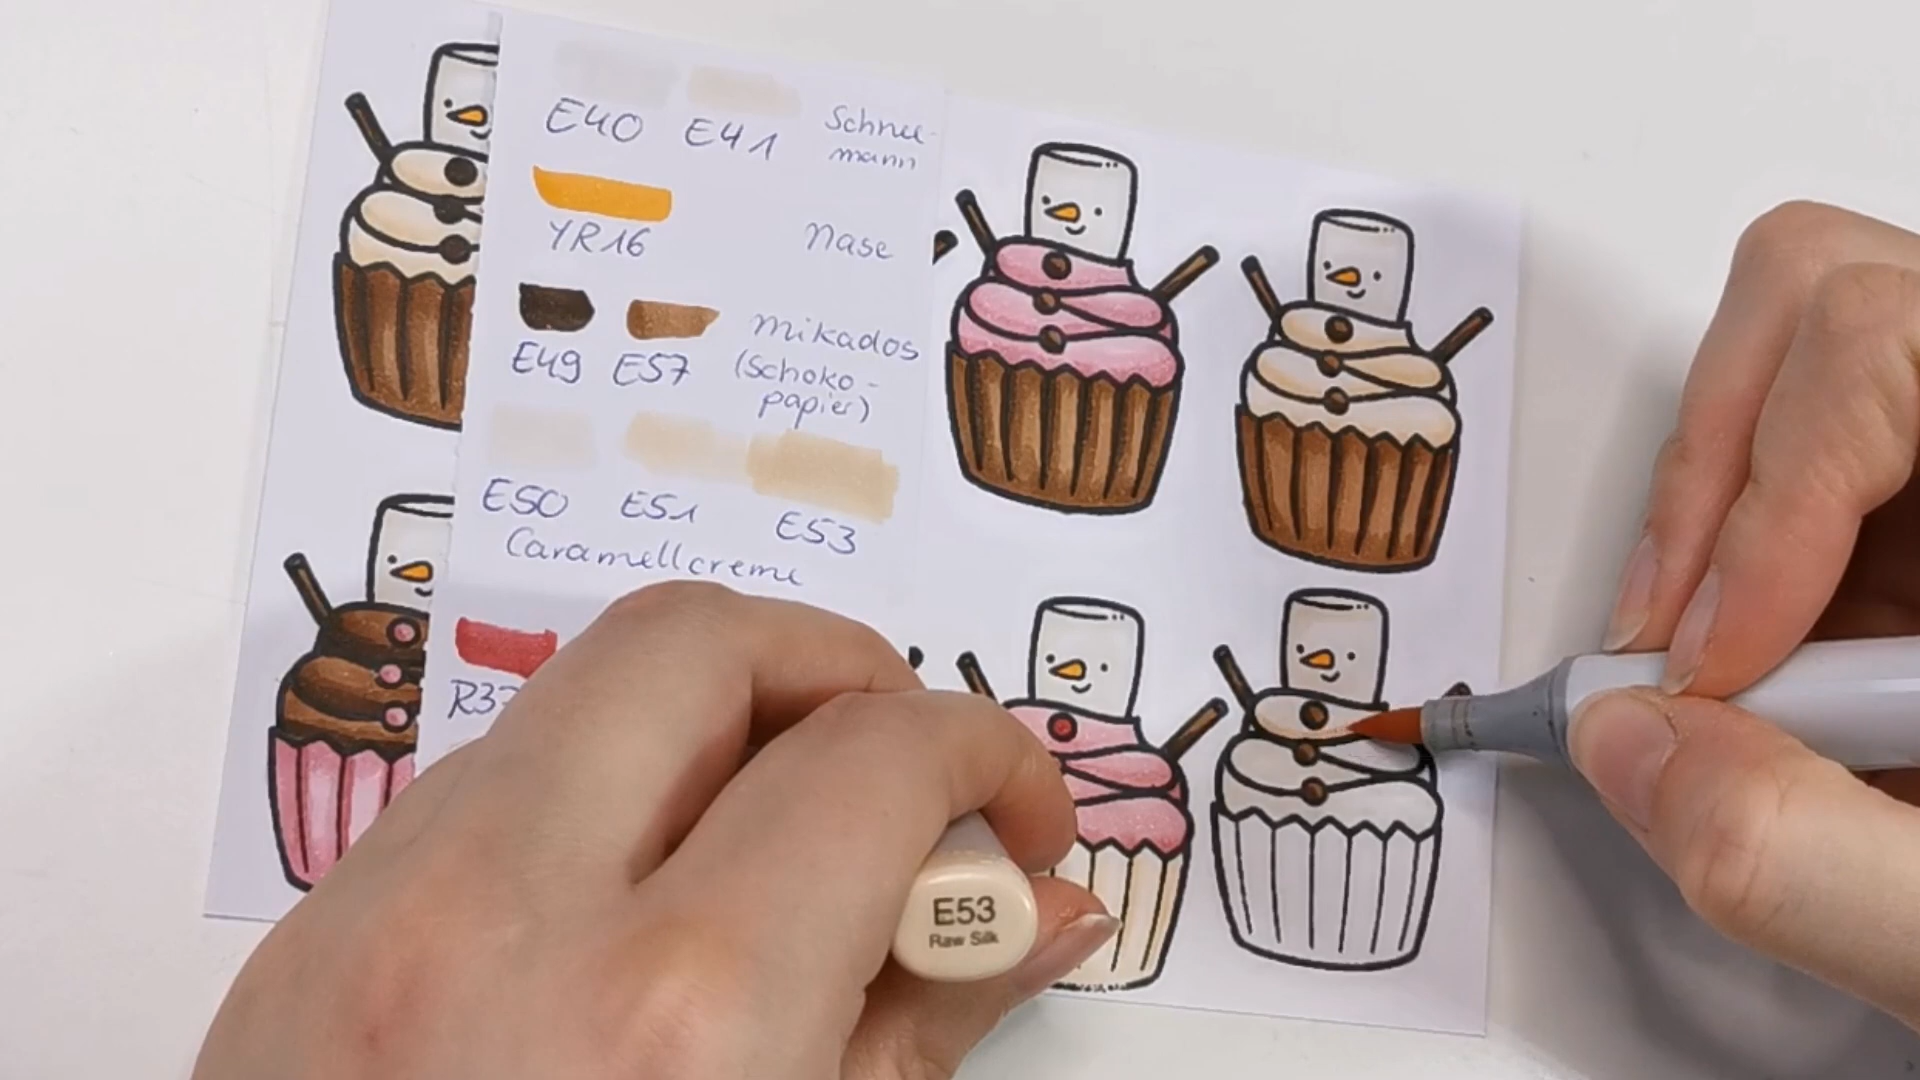 E40 E41 Schnee-
mann
YR16 Nase
E49 E57 Mikados
(Schoko-
papier)
E50 E51 E53
Caramellcreme
E53
Raw Silk